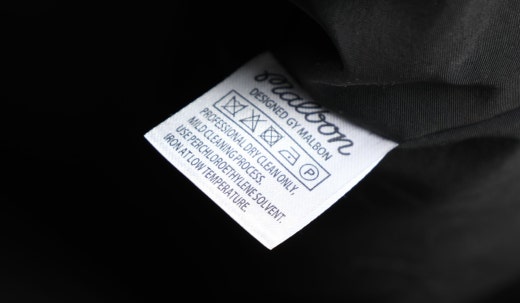 Malbon
DESIGNED GY MALBON
P
PROFESSIONAL DRY CLEAN ONLY,
MILD CLEANING PROCESS.
USE PERCHLOROETHYLENE SOLVENT.
IRON AT LOW TEMPERATURE.